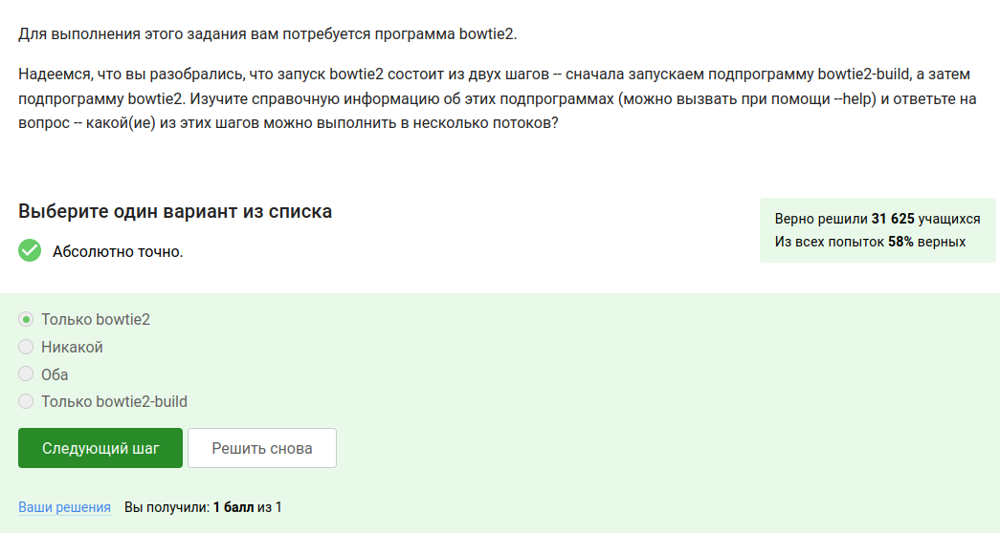 Для выполнения этого задания вам потребуется программа bowtie2.
Надеемся, что вы разобрались, что запуск bowtie2 состоит из двух шагов -- сначала запускаем подпрограмму bowtie2-build, а затем
подпрограмму bowtie2. Изучите справочную информацию об этих подпрограммах (можно вызвать при помощи --help) и ответьте на
вопрос -- какой(ие) из этих шагов можно выполнить в несколько потоков?
Выберите один вариант из списка
Верно решили 31 625 учащихся
Из всех попыток 58% верных
Абсолютно точно.
Только bowtie2
Никакой
Оба
Только bowtie2-build
Следующий шаг
Решить снова
Ваши решения Вы получили: 1 балл из 1